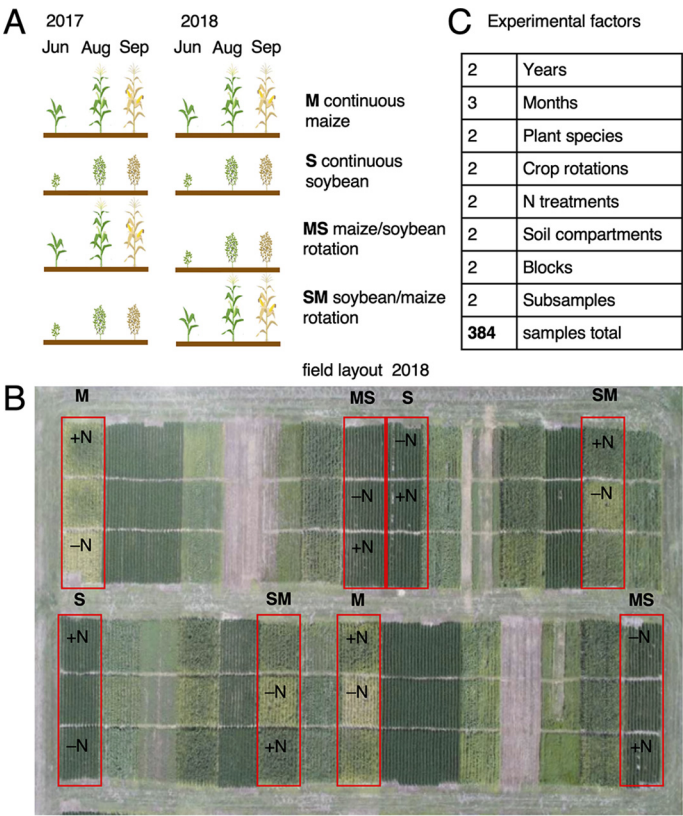 A
2017
2018
Jun Aug Sep
Jun Aug Sep
M continuous
maize
S continuous
soybean
MS maize/soybean
rotation
SM soybean/maize
rotation
C
Experimental factors
2 Years
3 Months
2 Plant species
2 Crop rotations
2 N treatments
2 Soil compartments
2 Blocks
2 Subsamples
384 samples total
field layout 2018
B
M MS S SM
+N –N +N
–N +N –N
–N +N
S SM M MS
+N +N –N
–N –N
–N +N +N